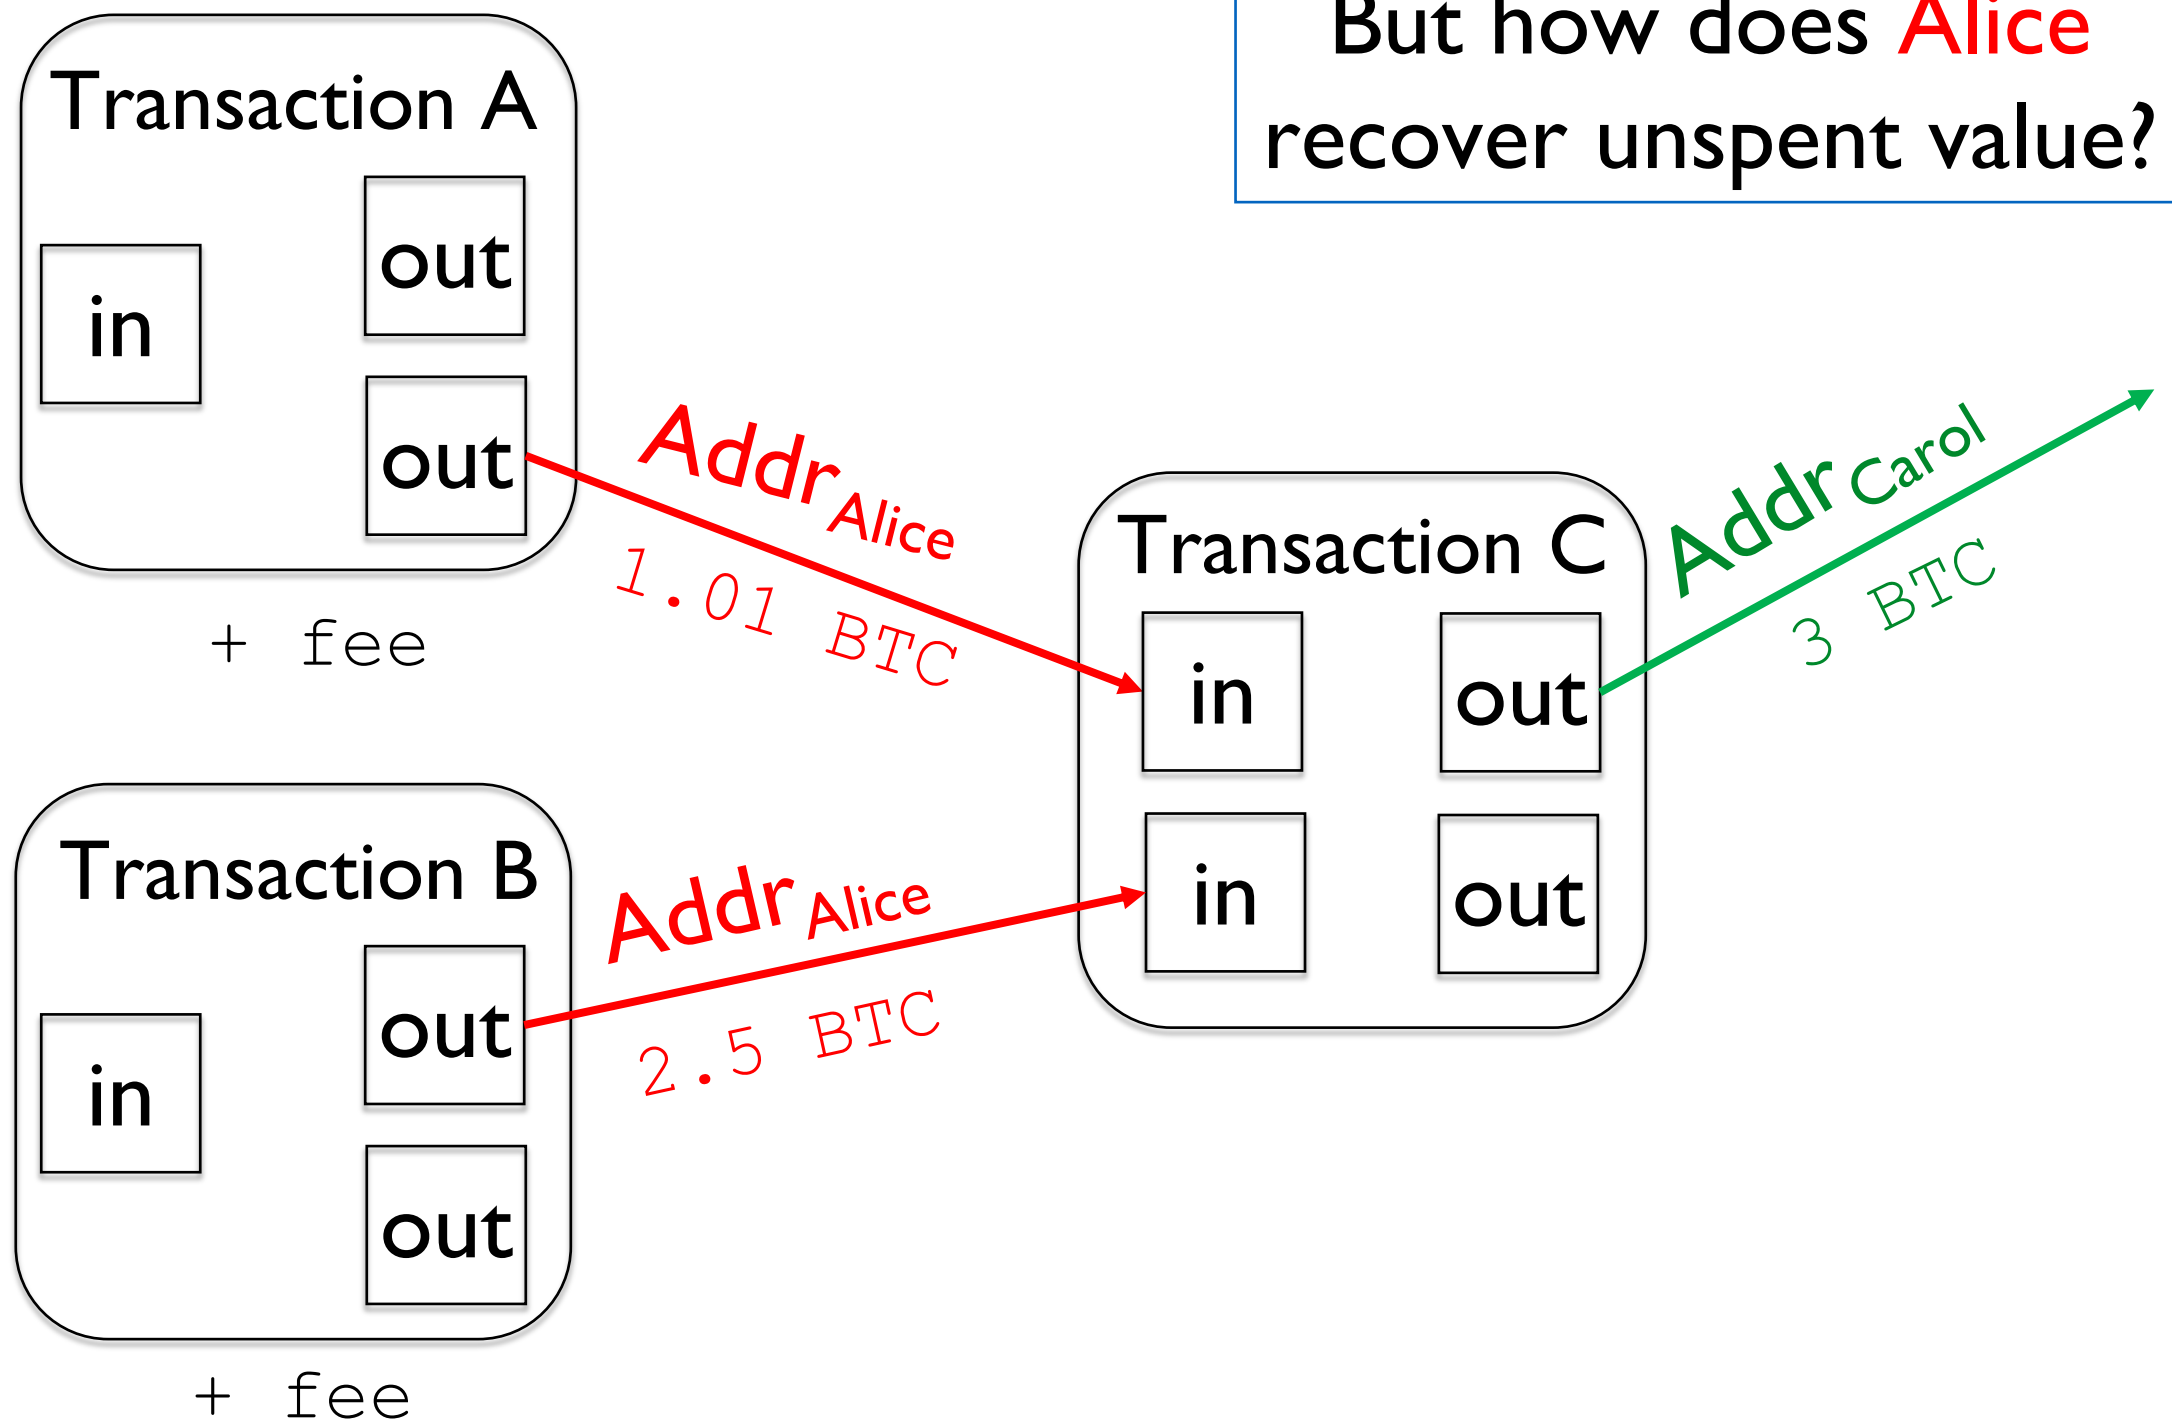 But how does Alice
recover unspent value?
Transaction A
out
in
out
+ fee
Addr Alice
1.01 BTC
Transaction B
out
in
out
+ fee
Addr Alice
2.5 BTC
Transaction C
in
out
in
out
Addr Carol
3 BTC